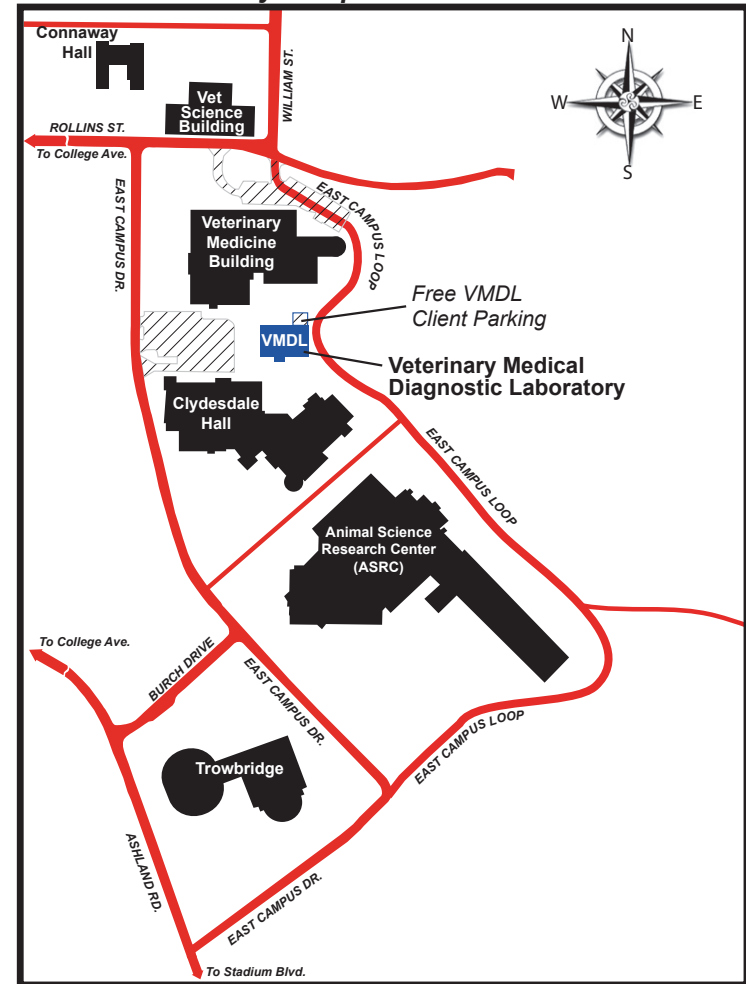 Connaway
Hall
Vet
Science
Building
WILLIAM ST.
N
W
E
S
ROLLINS ST.
To College Ave.
EAST CAMPUS DR.
EAST CAMPUS LOOP
Veterinary
Medicine
Building
Free VMDL
Client Parking
VMDL
Veterinary Medical
Diagnostic Laboratory
Clydesdale
Hall
EAST CAMPUS LOOP
Animal Science
Research Center
(ASRC)
To College Ave.
BURCH DRIVE
EAST CAMPUS DR.
EAST CAMPUS LOOP
Trowbridge
ASHLAND RD.
EAST CAMPUS DR.
To Stadium Blvd.